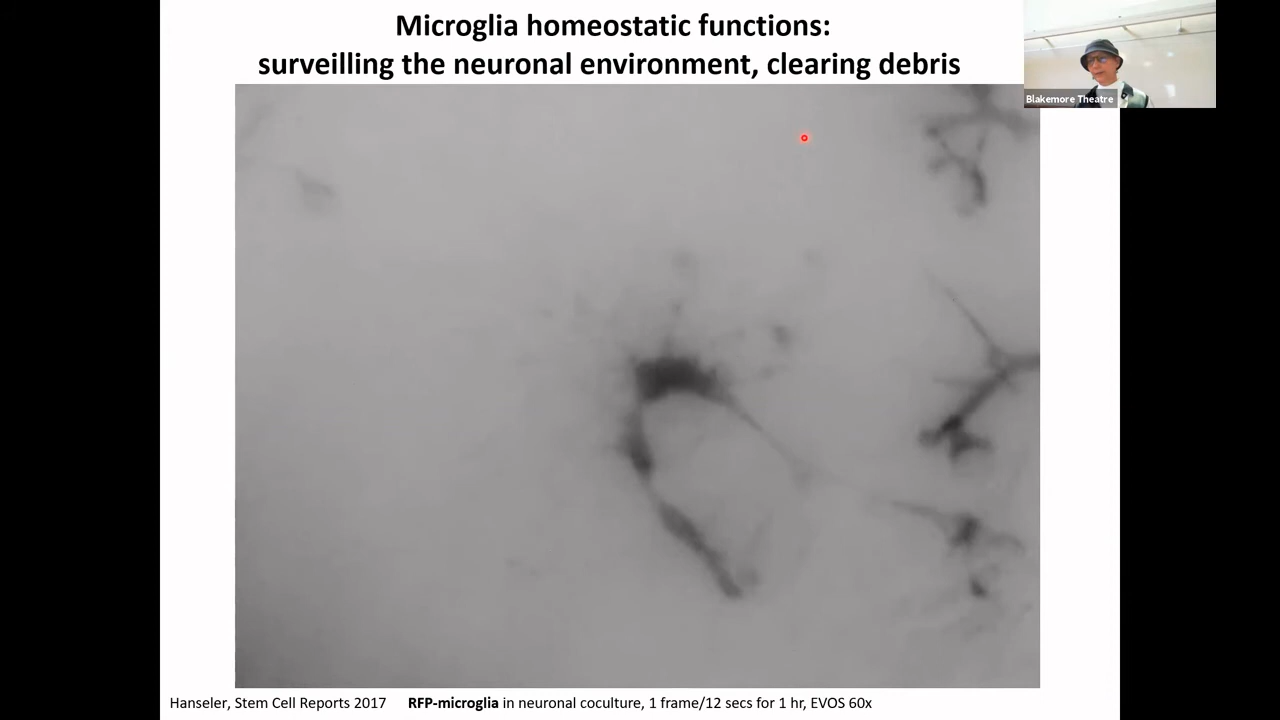 Microglia homeostatic functions:
surveilling the neuronal environment, clearing debris
Blakemore Theatre
Hanseler, Stem Cell Reports 2017 RFP-microglia in neuronal coculture, 1 frame/12 secs for 1 hr, EVOS 60x